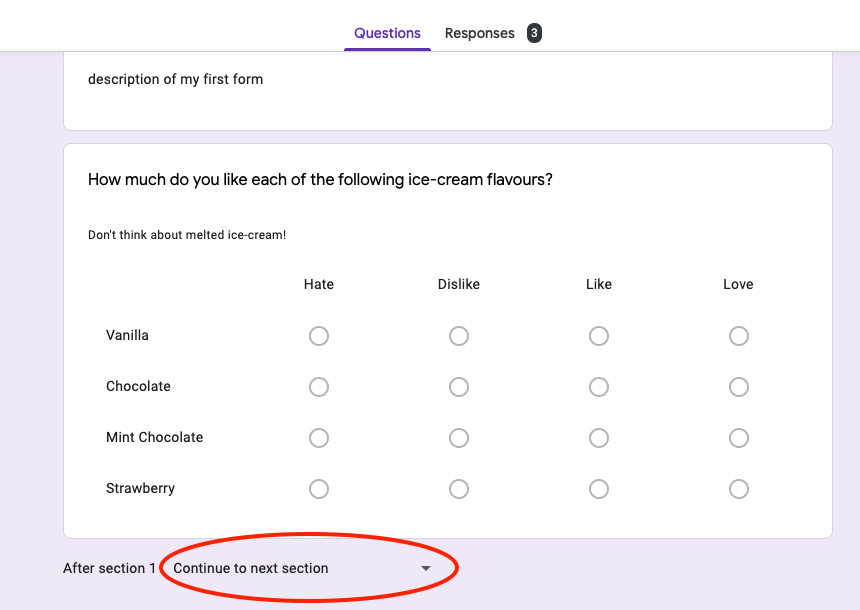 Questions Responses 3
description of my first form
How much do you like each of the following ice-cream flavours?
Don't think about melted ice-cream!
Hate Dislike Like Love
Vanilla
Chocolate
Mint Chocolate
Strawberry
After section 1 Continue to next section